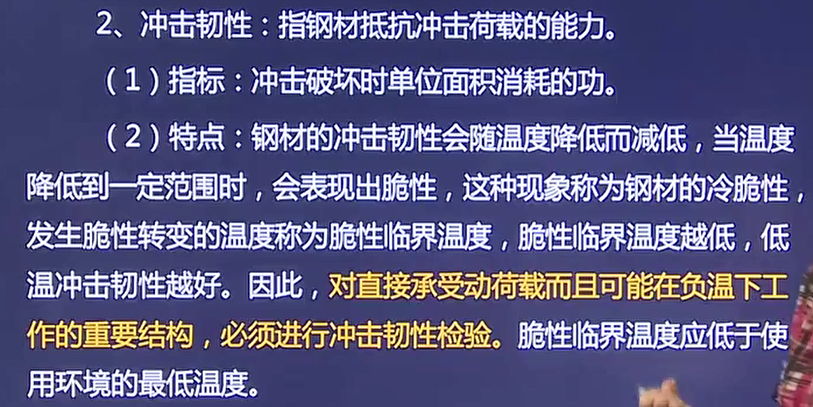 2、冲击韧性：指钢材抵抗冲击荷载的能力。
（1）指标：冲击破坏时单位面积消耗的功。
（2）特点：钢材的冲击韧性会随温度降低而减低，当温度
降低到一定范围时，会表现出脆性，这种现象称为钢材的冷脆性，
发生脆性转变的温度称为脆性临界温度，脆性临界温度越低，低
温冲击韧性越好。因此，对直接承受动荷载而且可能在负温下工
作的重要结构，必须进行冲击韧性检验。脆性临界温度应低于使
用环境的最低温度。